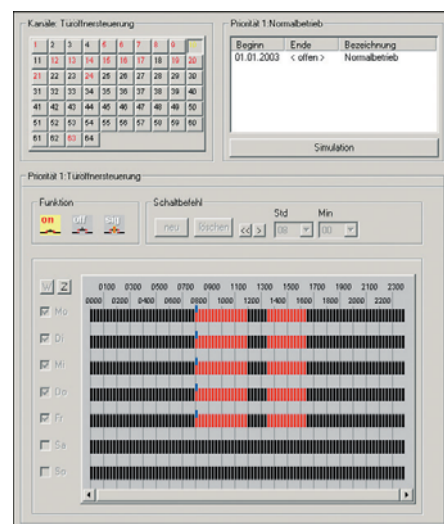 Kanäle: Türöffnersteuerung
1 2 3 4 5 6 7 8 9
11 12 13 14 15 16 17 18 19 20
21 22 23 24 25 26 27 28 29 30
31 32 33 34 35 36 37 38 39 40
41 42 43 44 45 46 47 48 49 50
51 52 53 54 55 56 57 58 59 60
61 62 63 64
Priorität 1:Normalbetrieb
Beginn Ende Bezeichnung
01.01.2003 < offen > Normalbetrieb
Simulation
Priorität 1:Türöffnersteuerung
Funktion
on off sig
Schaltbefehl
neu löschen << >
Std Min
08 00
W Z
0100 0300 0500 0700 0900 1100 1300 1500 1700 1900 2100 2300
0000 0200 0400 0600 0800 1000 1200 1400 1600 1800 2000 2200
Mo
Di
Mi
Do
Fr
Sa
So